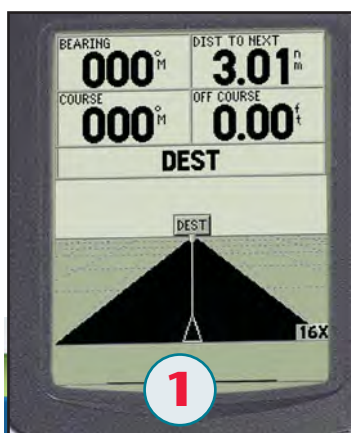 BEARING
000°M
DIST TO NEXT
3.01nm
COURSE
000°M
OFF COURSE
0.00ft
DEST
DEST
16X
1